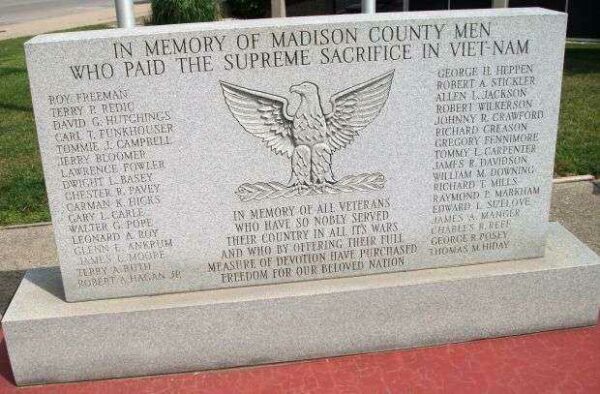 IN MEMORY OF MADISON COUNTY MEN
WHO PAID THE SUPREME SACRIFICE IN VIET-NAM
ROY FREEMAN
TERRY P. REDIC
DAVID G. HUTCHINGS
CARL T. FUNKHOUSER
TOMMIE J. CAMPBELL
JERRY BLOOMER
LAWRENCE FOWLER
DWIGHT L. BASEY
CHESTER R. PAVEY
CARMAN K. HICKS
GARY L. CARLE
WALTER G. POPE
LEONARD A. ROY
GLENN E. ANKRUM
JAMES C. MOORE
TERRY A. RUTH
ROBERT A. HAGAN JR.
IN MEMORY OF ALL VETERANS
WHO HAVE SO NOBLY SERVED
THEIR COUNTRY IN ALL IT'S WARS
AND WHO BY OFFERING THEIR FULL
MEASURE OF DEVOTION HAVE PURCHASED
FREEDOM FOR OUR BELOVED NATION
GEORGE H. HEPPEN
ROBERT A. STICKLER
ALLEN L. JACKSON
ROBERT WILKERSON
JOHNNY R. CRAWFORD
RICHARD CREASON
GREGORY FENNIMORE
TOMMY L. CARPENTER
JAMES R. DAVIDSON
WILLIAM M. DOWNING
RICHARD T. MILLS
RAYMOND P. MARKHAM
EDWARD L. SIZELOVE
JAMES A. MANGER
CHARLES R. REEF
GEORGE R. POSEY
THOMAS M. HIDAY